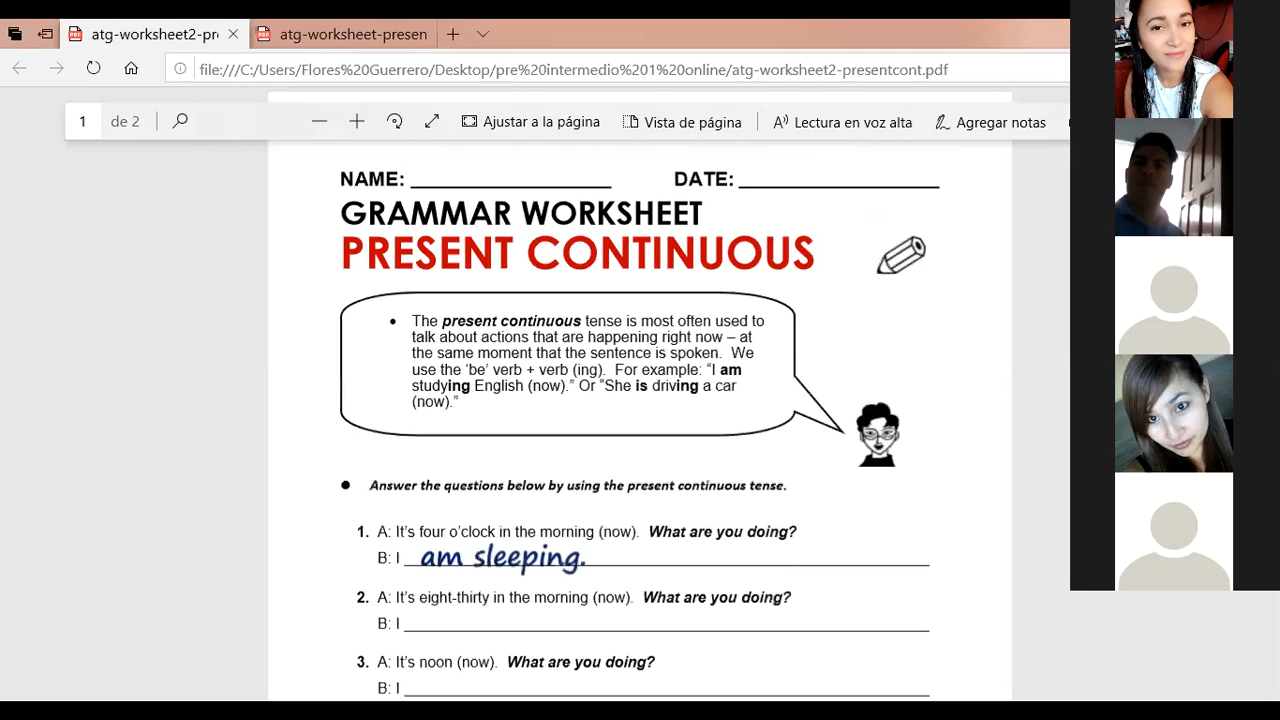 atg-worksheet2-pr
atg-worksheet-presen
file:///C:/Users/Flores%20Guerrero/Desktop/pre%20intermedio%201%20online/atg-worksheet2-presentcont.pdf
1 de 2
Ajustar a la página
Vista de página
Lectura en voz alta
Agregar notas
NAME: ____________________ DATE: ____________________
GRAMMAR WORKSHEET
PRESENT CONTINUOUS
• The present continuous tense is most often used to
talk about actions that are happening right now – at
the same moment that the sentence is spoken. We
use the ‘be’ verb + verb (ing). For example: “I am
studying English (now).” Or “She is driving a car
(now).”
● Answer the questions below by using the present continuous tense.
1. A: It’s four o’clock in the morning (now). What are you doing?
B: I am sleeping.
2. A: It’s eight-thirty in the morning (now). What are you doing?
B: I
3. A: It’s noon (now). What are you doing?
B: I